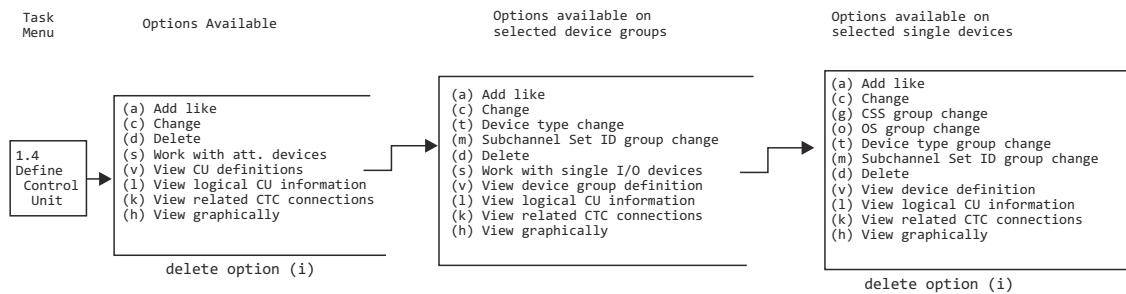 Task
Menu
Options Available
Options available on
selected device groups
Options available on
selected single devices
1.4
Define
Control
Unit
(a) Add like
(c) Change
(d) Delete
(s) Work with att. devices
(v) View CU definitions
(l) View logical CU information
(k) View related CTC connections
(h) View graphically
delete option (i)
(a) Add like
(c) Change
(t) Device type change
(m) Subchannel Set ID group change
(d) Delete
(s) Work with single I/O devices
(v) View device group definition
(l) View logical CU information
(k) View related CTC connections
(h) View graphically
(a) Add like
(c) Change
(g) CSS group change
(o) OS group change
(t) Device type group change
(m) Subchannel Set ID group change
(d) Delete
(v) View device definition
(l) View logical CU information
(k) View related CTC connections
(h) View graphically
delete option (i)